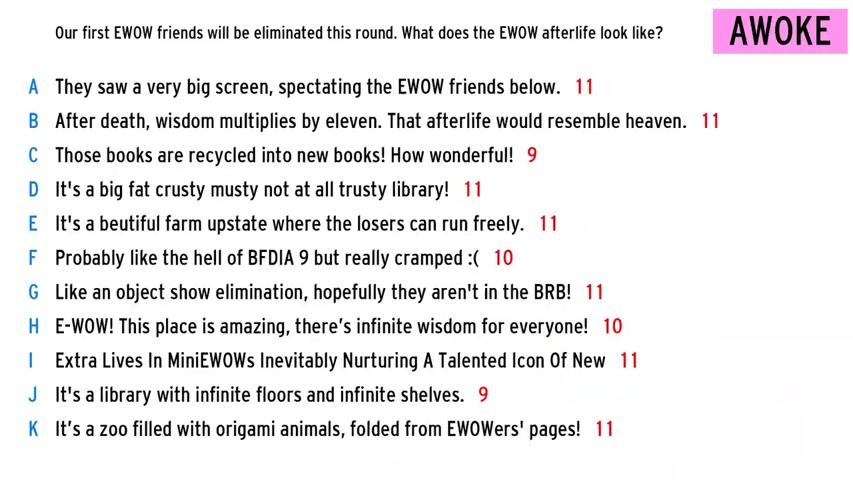 Our first EWOW friends will be eliminated this round. What does the EWOW afterlife look like?
AWOKE
A They saw a very big screen, spectating the EWOW friends below. 11
B After death, wisdom multiplies by eleven. That afterlife would resemble heaven. 11
C Those books are recycled into new books! How wonderful! 9
D It's a big fat crusty musty not at all trusty library! 11
E It's a beutiful farm upstate where the losers can run freely. 11
F Probably like the hell of BFDIA 9 but really cramped :( 10
G Like an object show elimination, hopefully they aren't in the BRB! 11
H E-WOW! This place is amazing, there’s infinite wisdom for everyone! 10
I Extra Lives In MiniEWOWs Inevitably Nurturing A Talented Icon Of New 11
J It's a library with infinite floors and infinite shelves. 9
K It’s a zoo filled with origami animals, folded from EWOWers' pages! 11